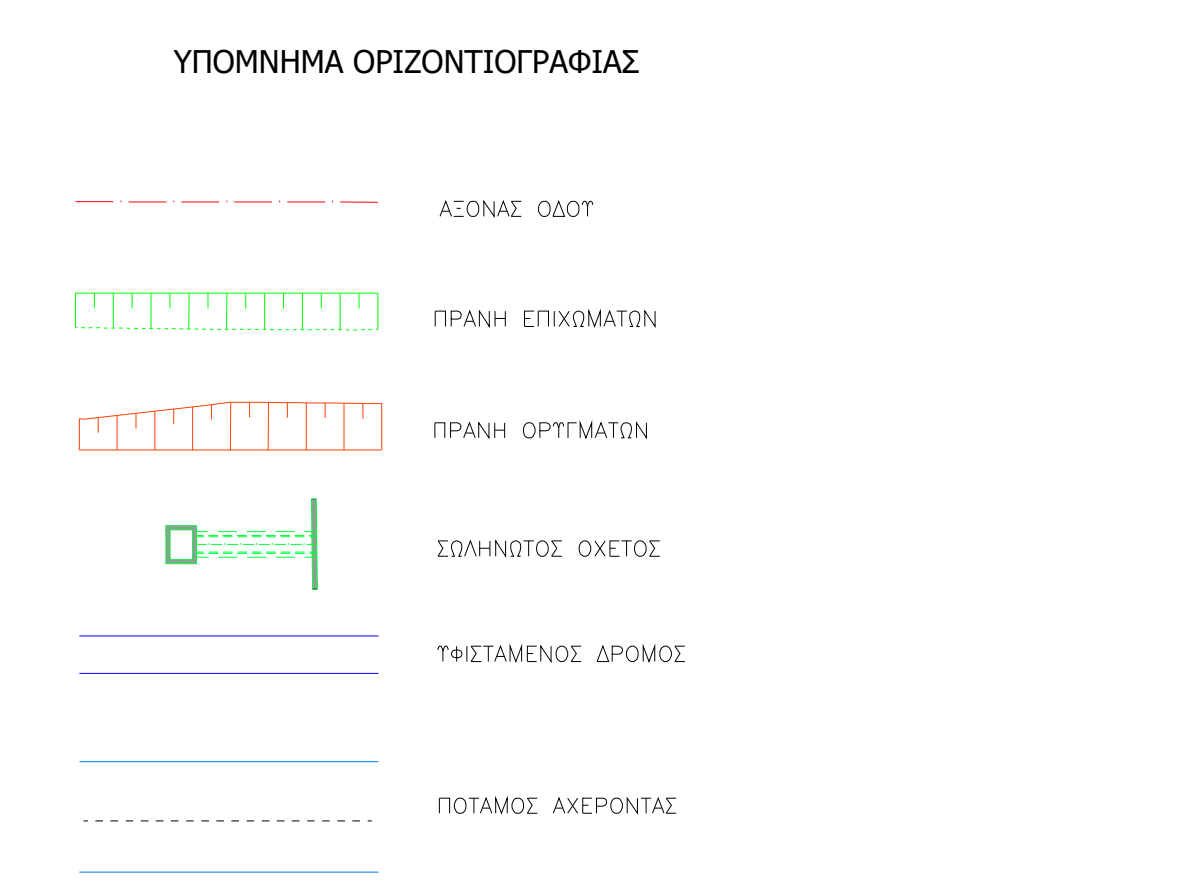 ΥΠΟΜΝΗΜΑ ΟΡΙΖΟΝΤΙΟΓΡΑΦΙΑΣ
ΑΞΟΝΑΣ ΟΔΟΥ
ΠΡΑΝΗ ΕΠΙΧΩΜΑΤΩΝ
ΠΡΑΝΗ ΟΡΥΓΜΑΤΩΝ
ΣΩΛΗΝΩΤΟΣ ΟΧΕΤΟΣ
ΥΦΙΣΤΑΜΕΝΟΣ ΔΡΟΜΟΣ
ΠΟΤΑΜΟΣ ΑΧΕΡΟΝΤΑΣ